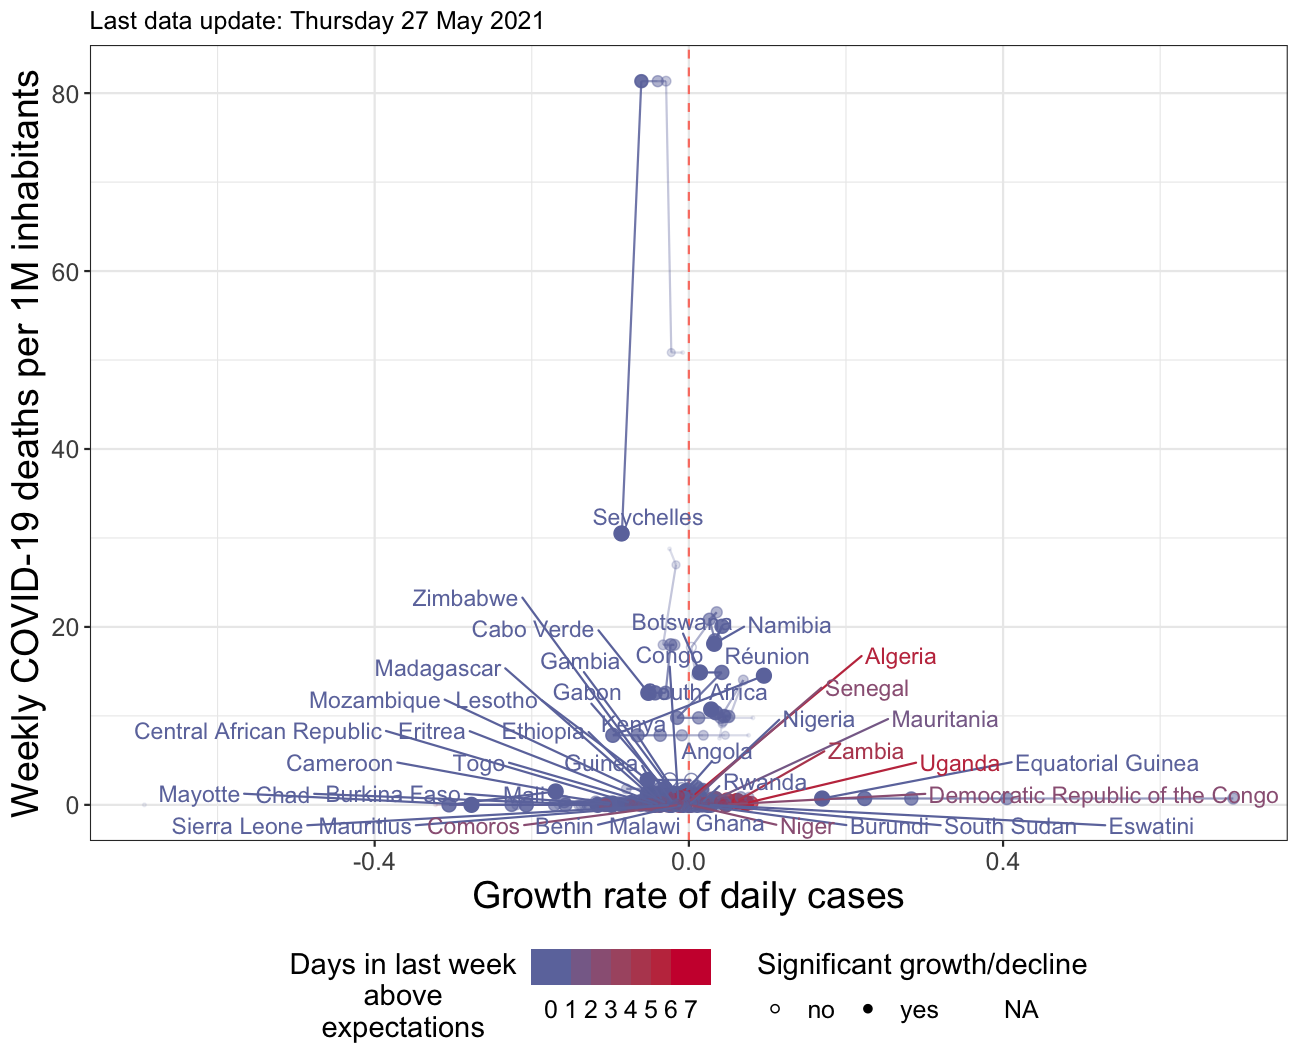 Last data update: Thursday 27 May 2021
Weekly COVID-19 deaths per 1M inhabitants
80
60
40
20
0
Seychelles
Zimbabwe
Cabo Verde
Botswana
Namibia
Gambia
Congo
Réunion
Algeria
Madagascar
Gabon
South Africa
Senegal
Mozambique
Lesotho
Kenya
Nigeria
Mauritania
Central African Republic
Eritrea
Ethiopia
Angola
Zambia
Cameroon
Togo
Guinea
Rwanda
Uganda
Equatorial Guinea
Mayotte
Chad
Burkina Faso
Mali
Democratic Republic of the Congo
Sierra Leone
Mauritius
Comoros
Benin
Malawi
Ghana
Niger
Burundi
South Sudan
Eswatini
-0.4
0.0
0.4
Growth rate of daily cases
Days in last week
above
expectations
0 1 2 3 4 5 6 7
Significant growth/decline
no
yes
NA